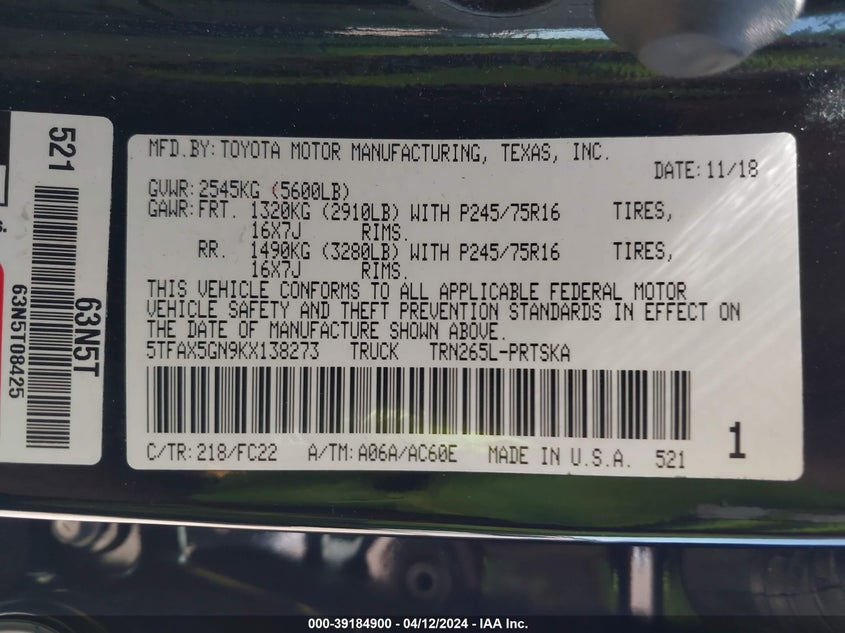 521
63N5T
63N5T08425
MFD.BY: TOYOTA MOTOR MANUFACTURING, TEXAS, INC.
DATE: 11/18
GVWR: 2545KG (5600LB)
GAWR: FRT. 1320KG (2910LB) WITH P245/75R16 TIRES,
16X7J RIMS.
RR. 1490KG (3280LB) WITH P245/75R16 TIRES,
16X7J RIMS.
THIS VEHICLE CONFORMS TO ALL APPLICABLE FEDERAL MOTOR
VEHICLE SAFETY AND THEFT PREVENTION STANDARDS IN EFFECT ON
THE DATE OF MANUFACTURE SHOWN ABOVE.
5TFAX5GN9KX138273 TRUCK TRN265L-PRTSKA
C/TR: 218/FC22 A/TM: A06A/AC60E MADE IN U.S.A. 521
1
000-39184900 - 04/12/2024 - IAA Inc.